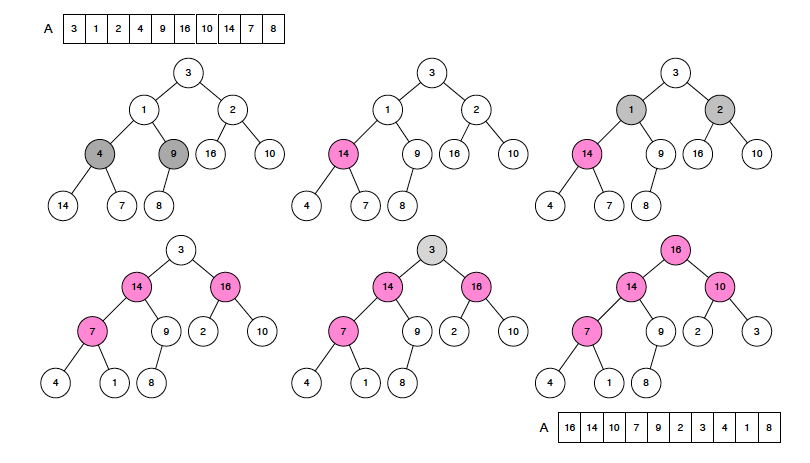 A 3 1 2 4 9 16 10 14 7 8
3 3 3
1 2 1 2 1 2
4 9 16 10 14 9 16 10 14 9 16 10
14 7 8 4 7 8 4 7 8
3 3 16
14 16 14 16 14 10
7 9 2 10 7 9 2 10 7 9 2 3
4 1 8 4 1 8 4 1 8
A 16 14 10 7 9 2 3 4 1 8